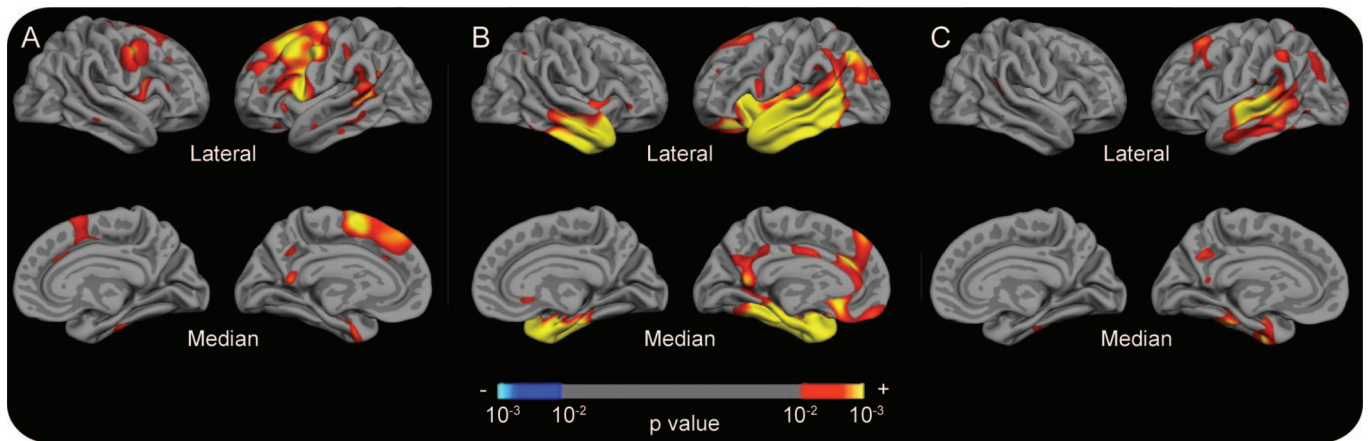 A B C
Lateral Lateral Lateral
Median Median Median
- +
10-3 10-2 10-2 10-3
p value